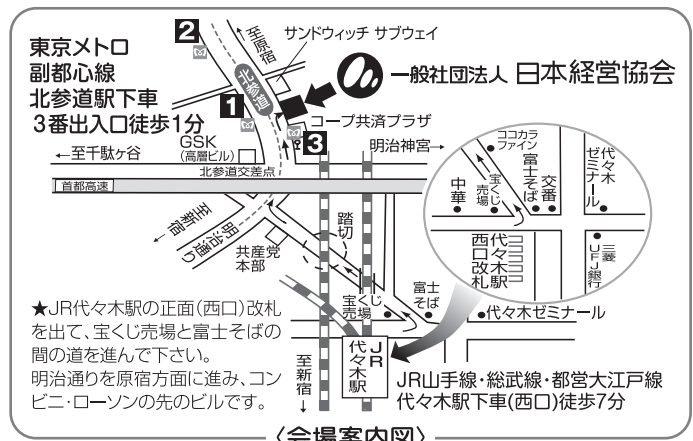 東京メトロ
副都心線
北参道駅下車
3番出入口徒歩1分
2
至原宿
サンドウィッチ サブウェイ
北参道
一般社団法人 日本経営協会
1
3
コープ共済プラザ
GSK
(高層ビル)
←至千駄ヶ谷
明治神宮→
北参道交差点
首都高速
至新宿
明治通り
共産党
本部
踏切
宝くじ
売場
富士
そば
代々木ゼミナール
ココカラ
ファイン
中華
宝くじ
売場
富士そば
交番
代々木
ゼミナール
代々木駅
西口改札
三菱
UFJ銀行
★JR代々木駅の正面(西口)改札
を出て、宝くじ売場と富士そばの
間の道を進んで下さい。
明治通りを原宿方面に進み、コン
ビニ・ローソンの先のビルです。
至新宿
JR
代々木駅
JR山手線・総武線・都営大江戸線
代々木駅下車(西口)徒歩7分
〈会場案内図〉